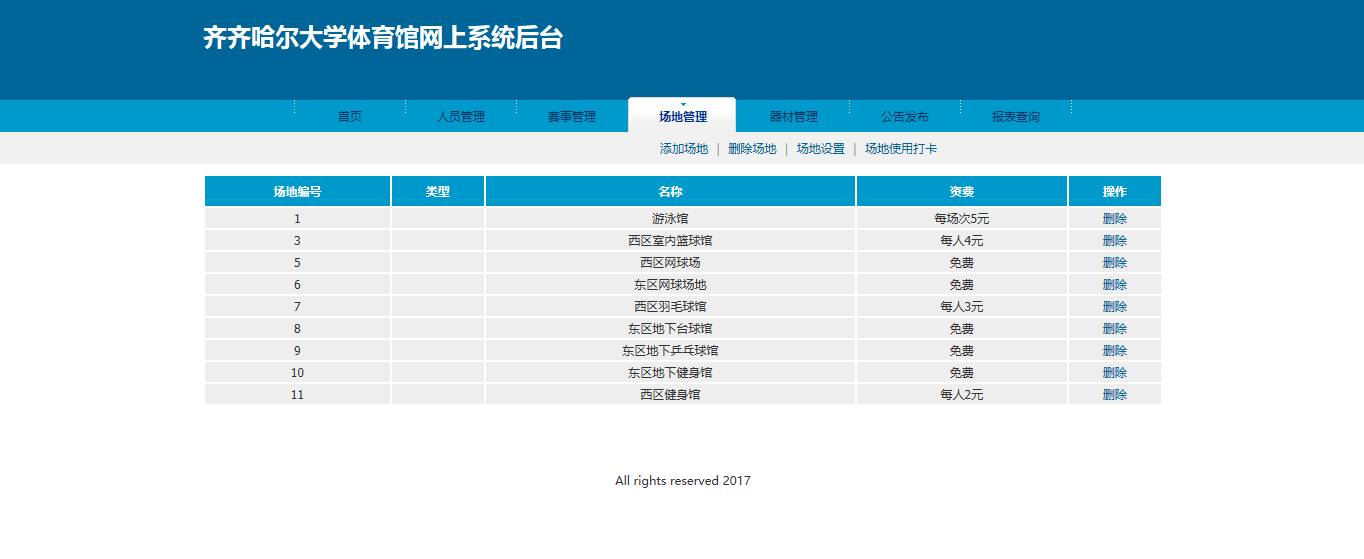 齐齐哈尔大学体育馆网上系统后台
首页 人员管理 赛事管理 场地管理 器材管理 公告发布 报表查询
添加场地 | 删除场地 | 场地设置 | 场地使用打卡
场地编号 类型 名称 资费 操作
1 游泳馆 每场次5元 删除
3 西区室内篮球馆 每人4元 删除
5 西区网球场 免费 删除
6 东区网球场地 免费 删除
7 西区羽毛球馆 每人3元 删除
8 东区地下台球馆 免费 删除
9 东区地下乒乓球馆 免费 删除
10 东区地下健身馆 免费 删除
11 西区健身馆 每人2元 删除
All rights reserved 2017